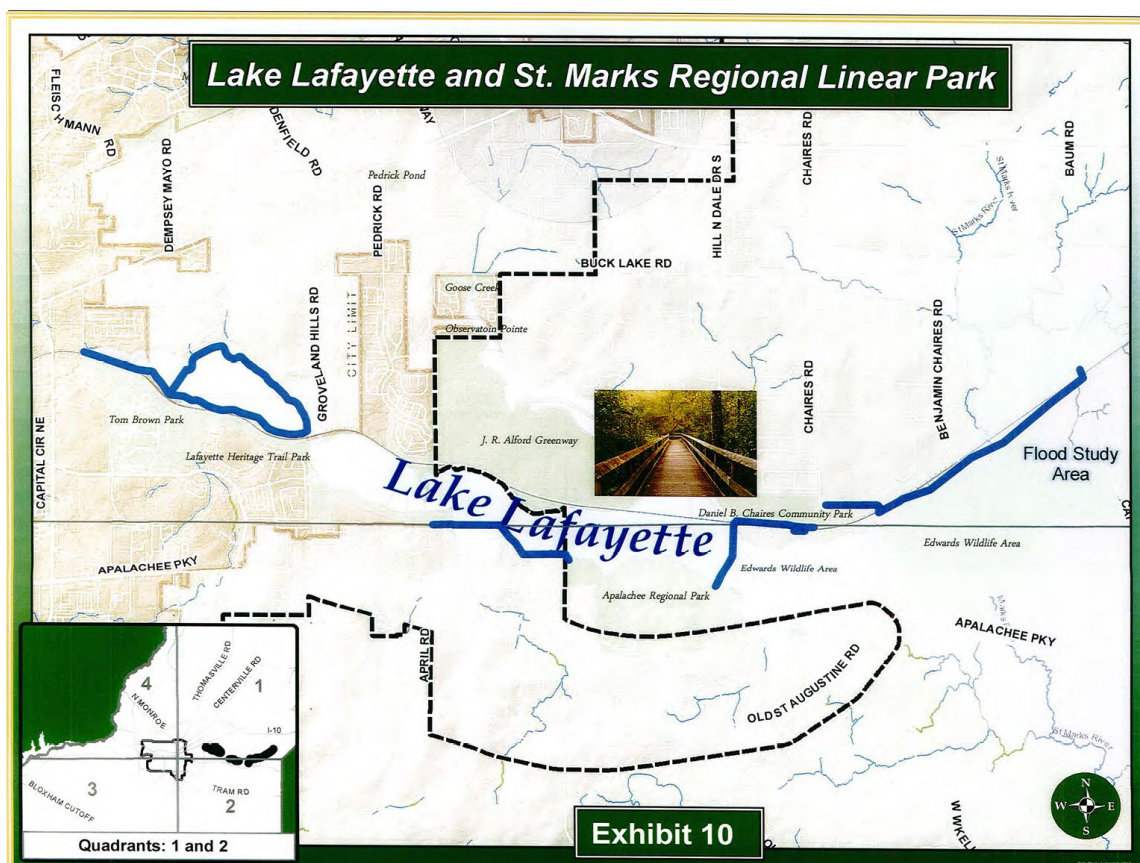 Lake Lafayette and St. Marks Regional Linear Park
FLEISCHMANN RD
DEMPSEY MAYO RD
DENFIELD RD
WAY
Pedrick Pond
PEDRICK RD
HILL N DALE DR S
CHAIRES RD
St Marks River
St Marks River
BAUM RD
BUCK LAKE RD
Goose Creek
Observatoin Pointe
GROVELAND HILLS RD
CITY LIMIT
BENJAMIN CHAIRES RD
CHAIRES RD
CAPITAL CIR NE
Tom Brown Park
Lafayette Heritage Trail Park
J. R. Alford Greenway
Flood Study
Area
Lake Lafayette
Daniel B. Chaires Community Park
Edwards Wildlife Area
Edwards Wildlife Area
APALACHEE PKY
Apalachee Regional Park
APALACHEE PKY
APRIL RD
OLD ST AUGUSTINE RD
St Marks River
4
N MONROE
THOMASVILLE RD
CENTERVILLE RD
1
I-10
3
BLOXHAM CUTOFF
TRAM RD
2
Quadrants: 1 and 2
Exhibit 10
N
W
E
S